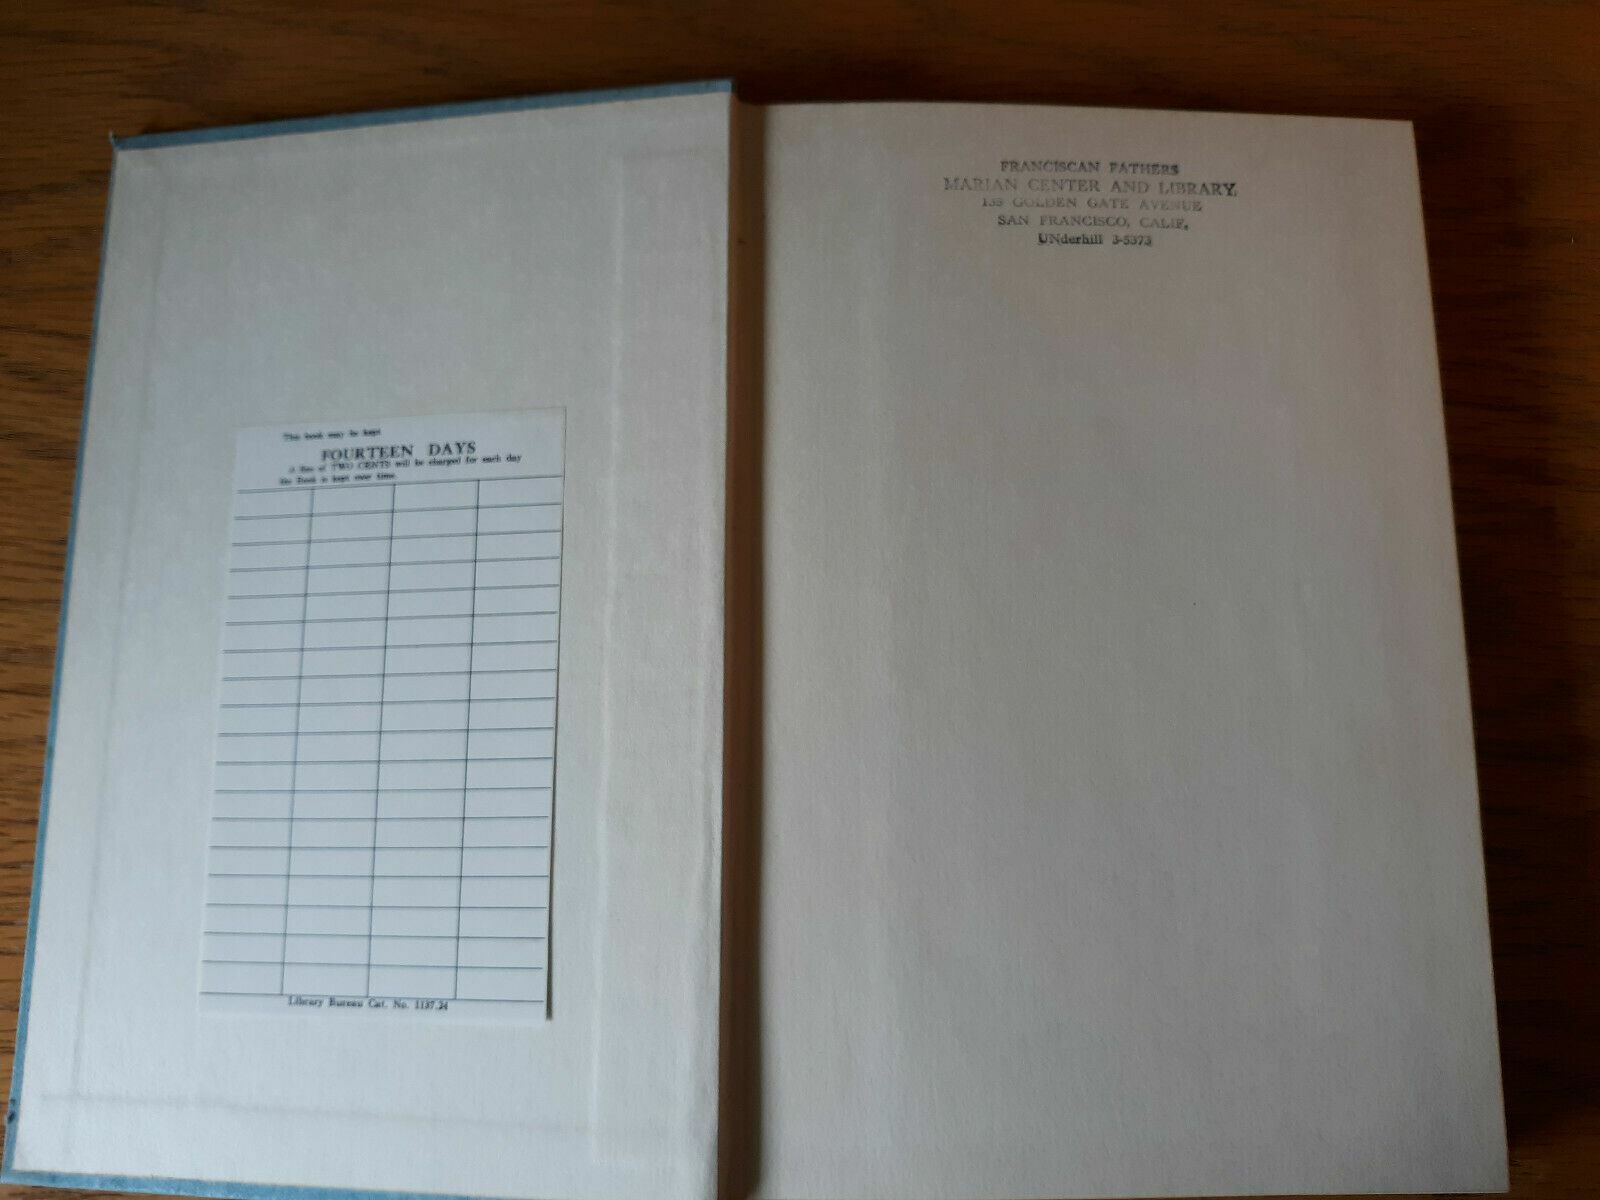 This book may be kept
FOURTEEN DAYS
A fine of TWO CENTS will be charged for each day
the Book is kept over time.
Library Bureau Cat. No. 1137.24
FRANCISCAN FATHERS
MARIAN CENTER AND LIBRARY,
135 GOLDEN GATE AVENUE
SAN FRANCISCO, CALIF.
UNderhill 3-5373